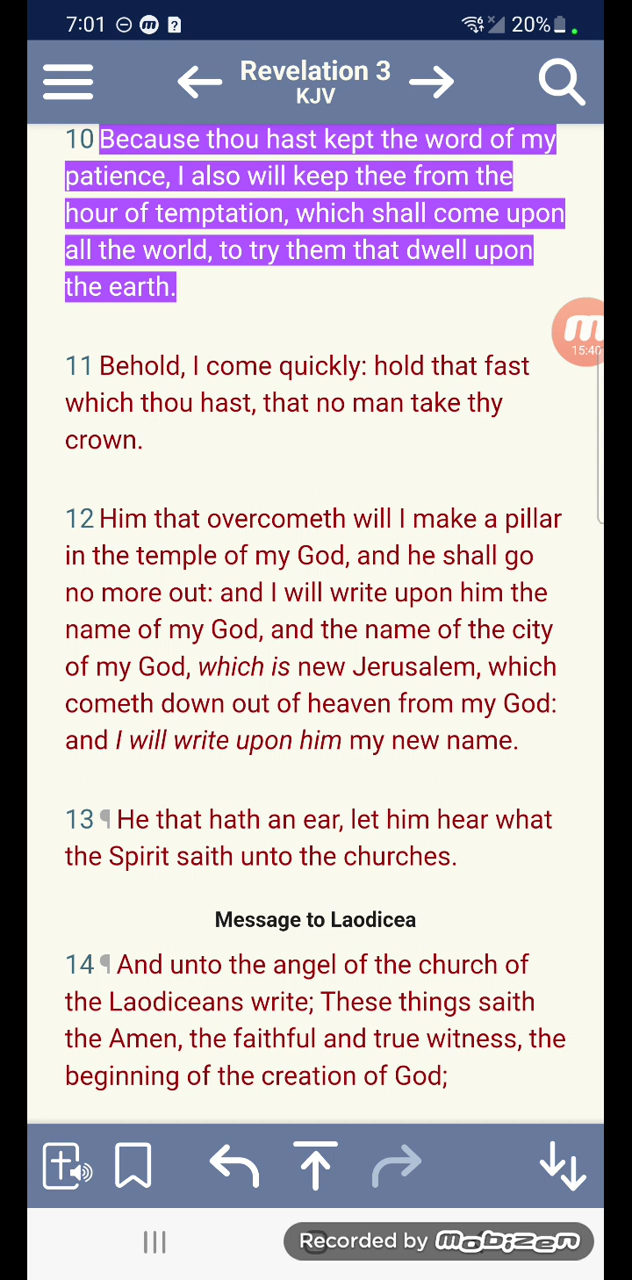 7:01 20%
Revelation 3
KJV
10 Because thou hast kept the word of my
patience, I also will keep thee from the
hour of temptation, which shall come upon
all the world, to try them that dwell upon
the earth.
m
15:40
11 Behold, I come quickly: hold that fast
which thou hast, that no man take thy
crown.
12 Him that overcometh will I make a pillar
in the temple of my God, and he shall go
no more out: and I will write upon him the
name of my God, and the name of the city
of my God, which is new Jerusalem, which
cometh down out of heaven from my God:
and I will write upon him my new name.
13 ¶ He that hath an ear, let him hear what
the Spirit saith unto the churches.
Message to Laodicea
14 ¶ And unto the angel of the church of
the Laodiceans write; These things saith
the Amen, the faithful and true witness, the
beginning of the creation of God;
Recorded by mobizen